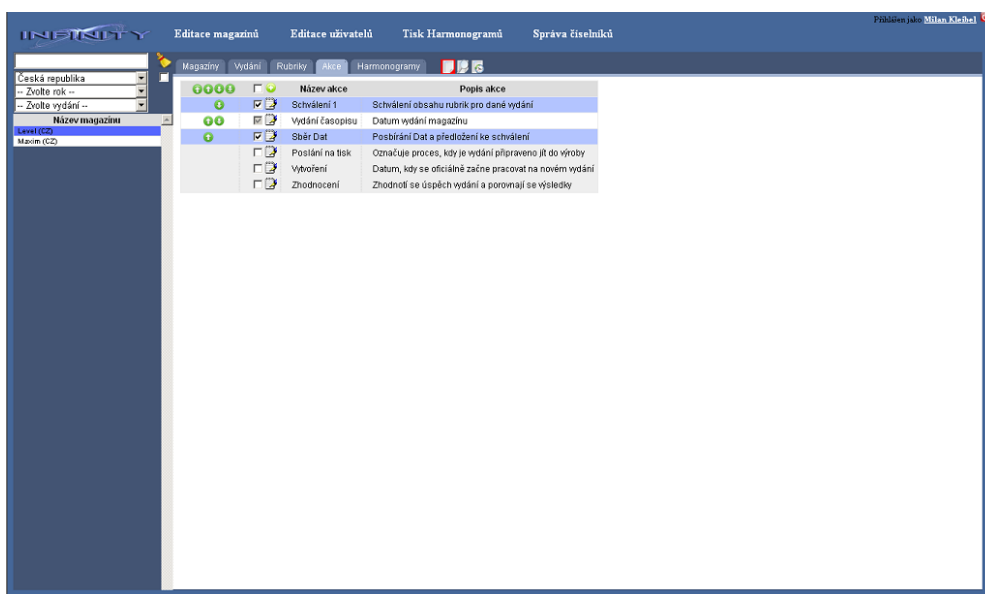 Přihlášen jako Milan Kleibel
INFINITY
Editace magazínů Editace uživatelů Tisk Harmonogramů Správa číselníků
Magazíny Vydání Rubriky Akce Harmonogramy
Česká republika
-- Zvolte rok --
-- Zvolte vydání --
Název magazínu
Level (CZ)
Maxim (CZ)
Název akce Popis akce
Schválení 1 Schválení obsahu rubrik pro dané vydání
Vydání časopisu Datum vydání magazínu
Sběr Dat Posbírání Dat a předložení ke schválení
Poslání na tisk Označuje proces, kdy je vydání připraveno jít do výroby
Vytvoření Datum, kdy se oficiálně začne pracovat na novém vydání
Zhodnocení Zhodnotí se úspěch vydání a porovnají se výsledky